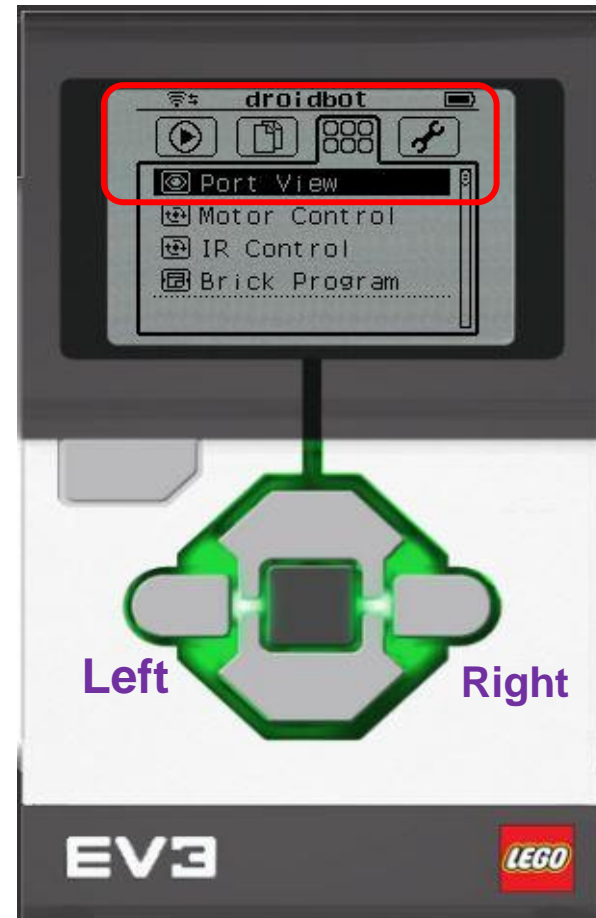 droidbot
Port View
Motor Control
IR Control
Brick Program
Left
Right
EV3
LEGO